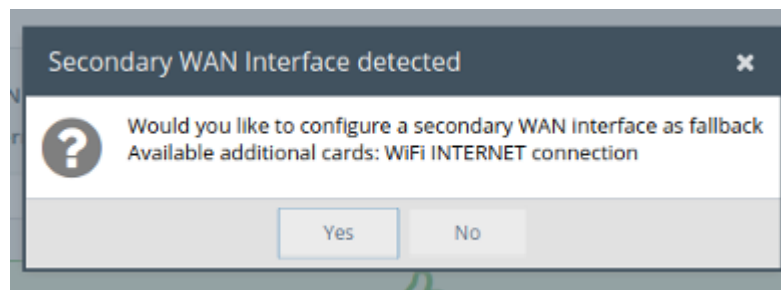 Secondary WAN Interface detected
Would you like to configure a secondary WAN interface as fallback
Available additional cards: WiFi INTERNET connection
Yes
No